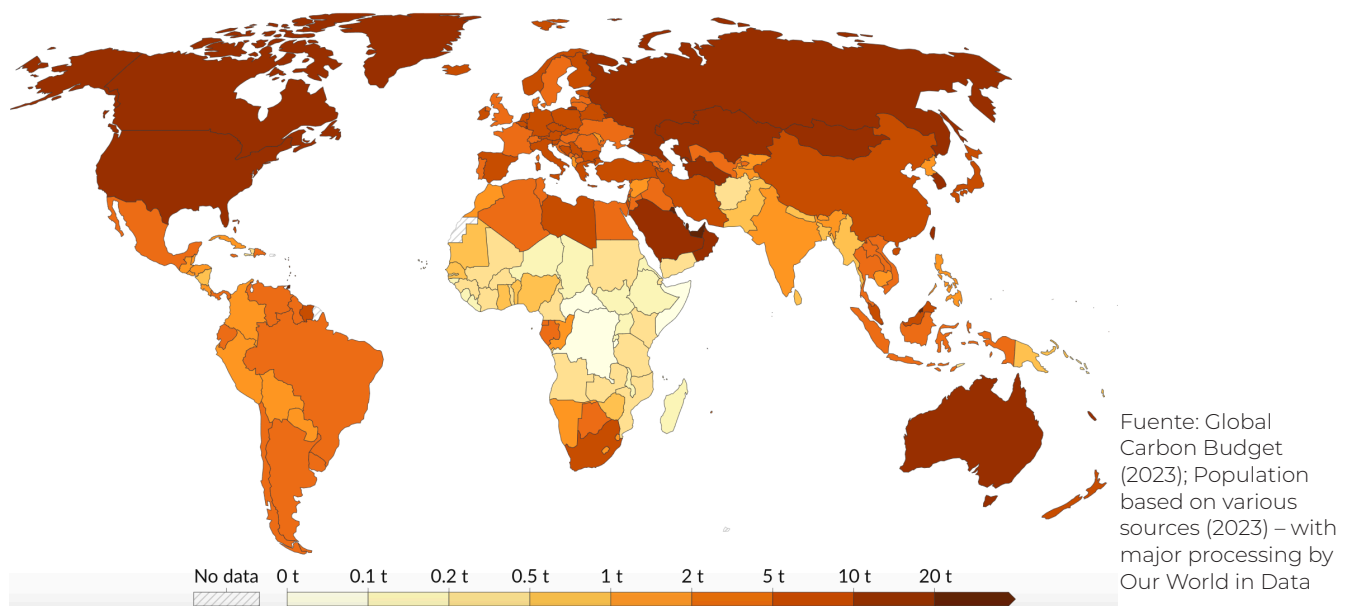 Fuente: Global
Carbon Budget
(2023); Population
based on various
sources (2023) – with
major processing by
Our World in Data
No data 0 t 0.1 t 0.2 t 0.5 t 1 t 2 t 5 t 10 t 20 t